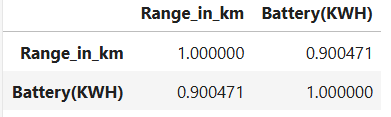 Range_in_km Battery(KWH)
Range_in_km 1.000000 0.900471
Battery(KWH) 0.900471 1.000000